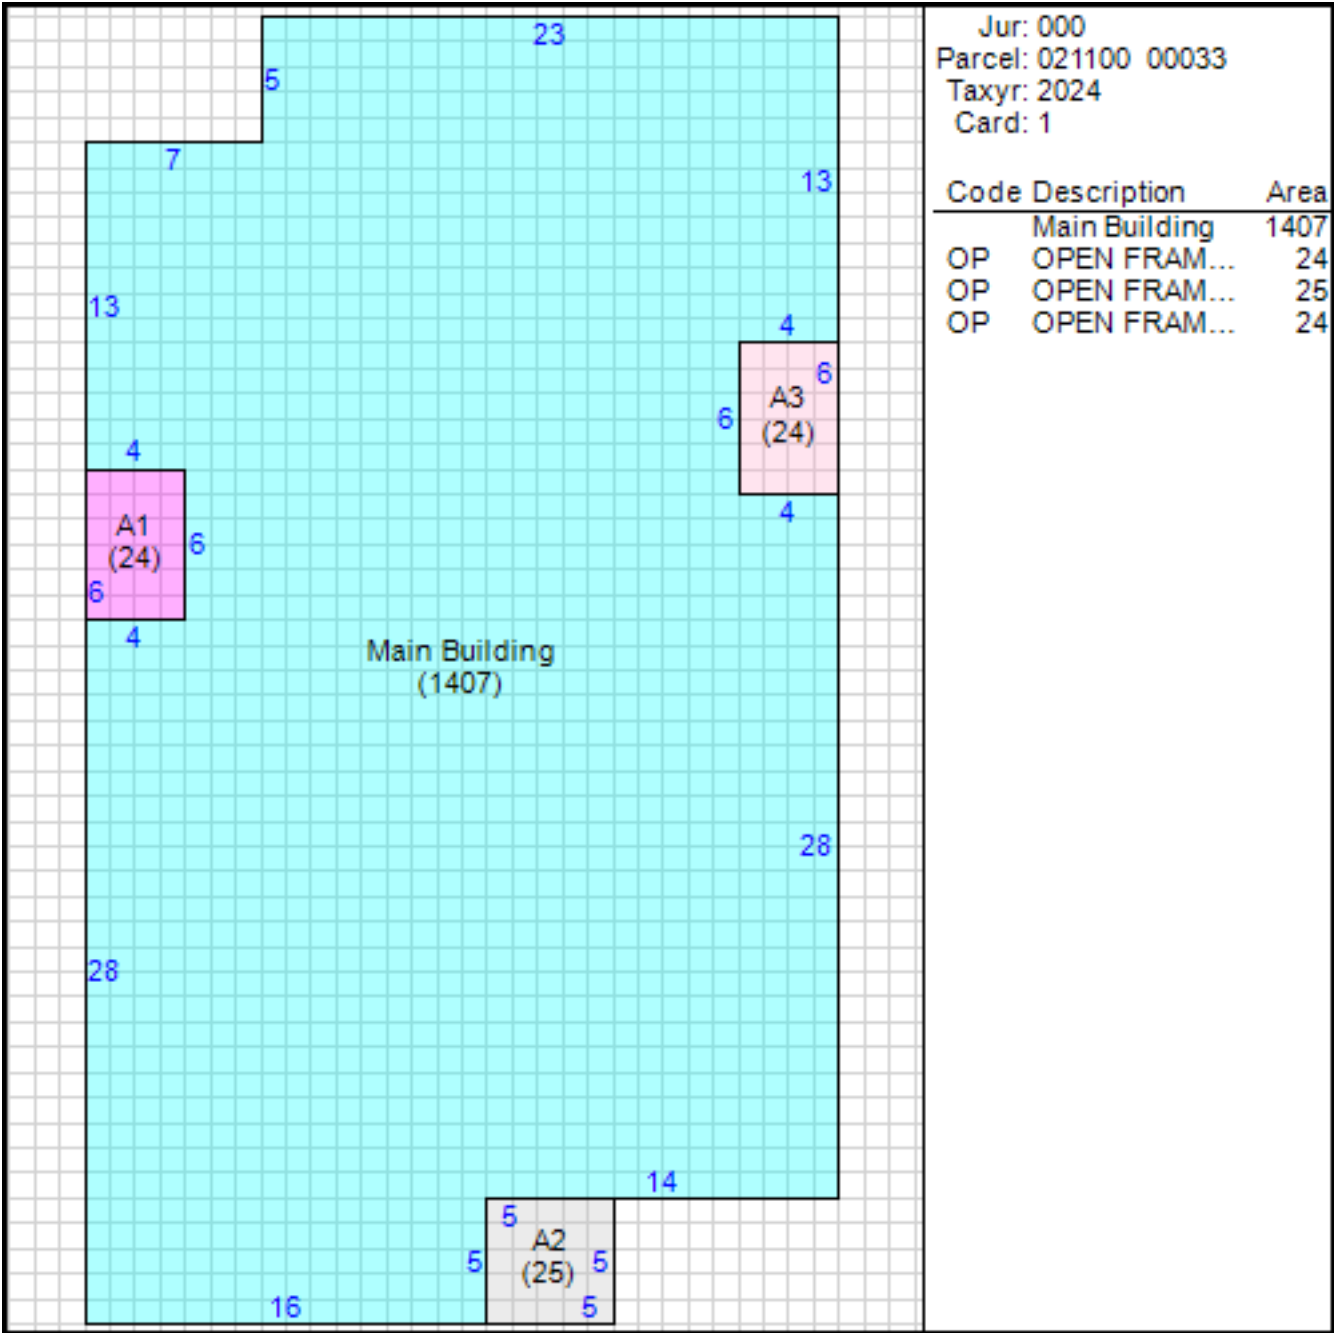 23
5
7
13
13
4
6
A3
6
(24)
4
4
A1
6
(24)
6
4
Main Building
(1407)
28
28
14
5
A2
5
5
(25)
16
5
Jur: 000
Parcel: 021100 00033
Taxyr: 2024
Card: 1
Code Description Area
Main Building 1407
OP OPEN FRAM... 24
OP OPEN FRAM... 25
OP OPEN FRAM... 24